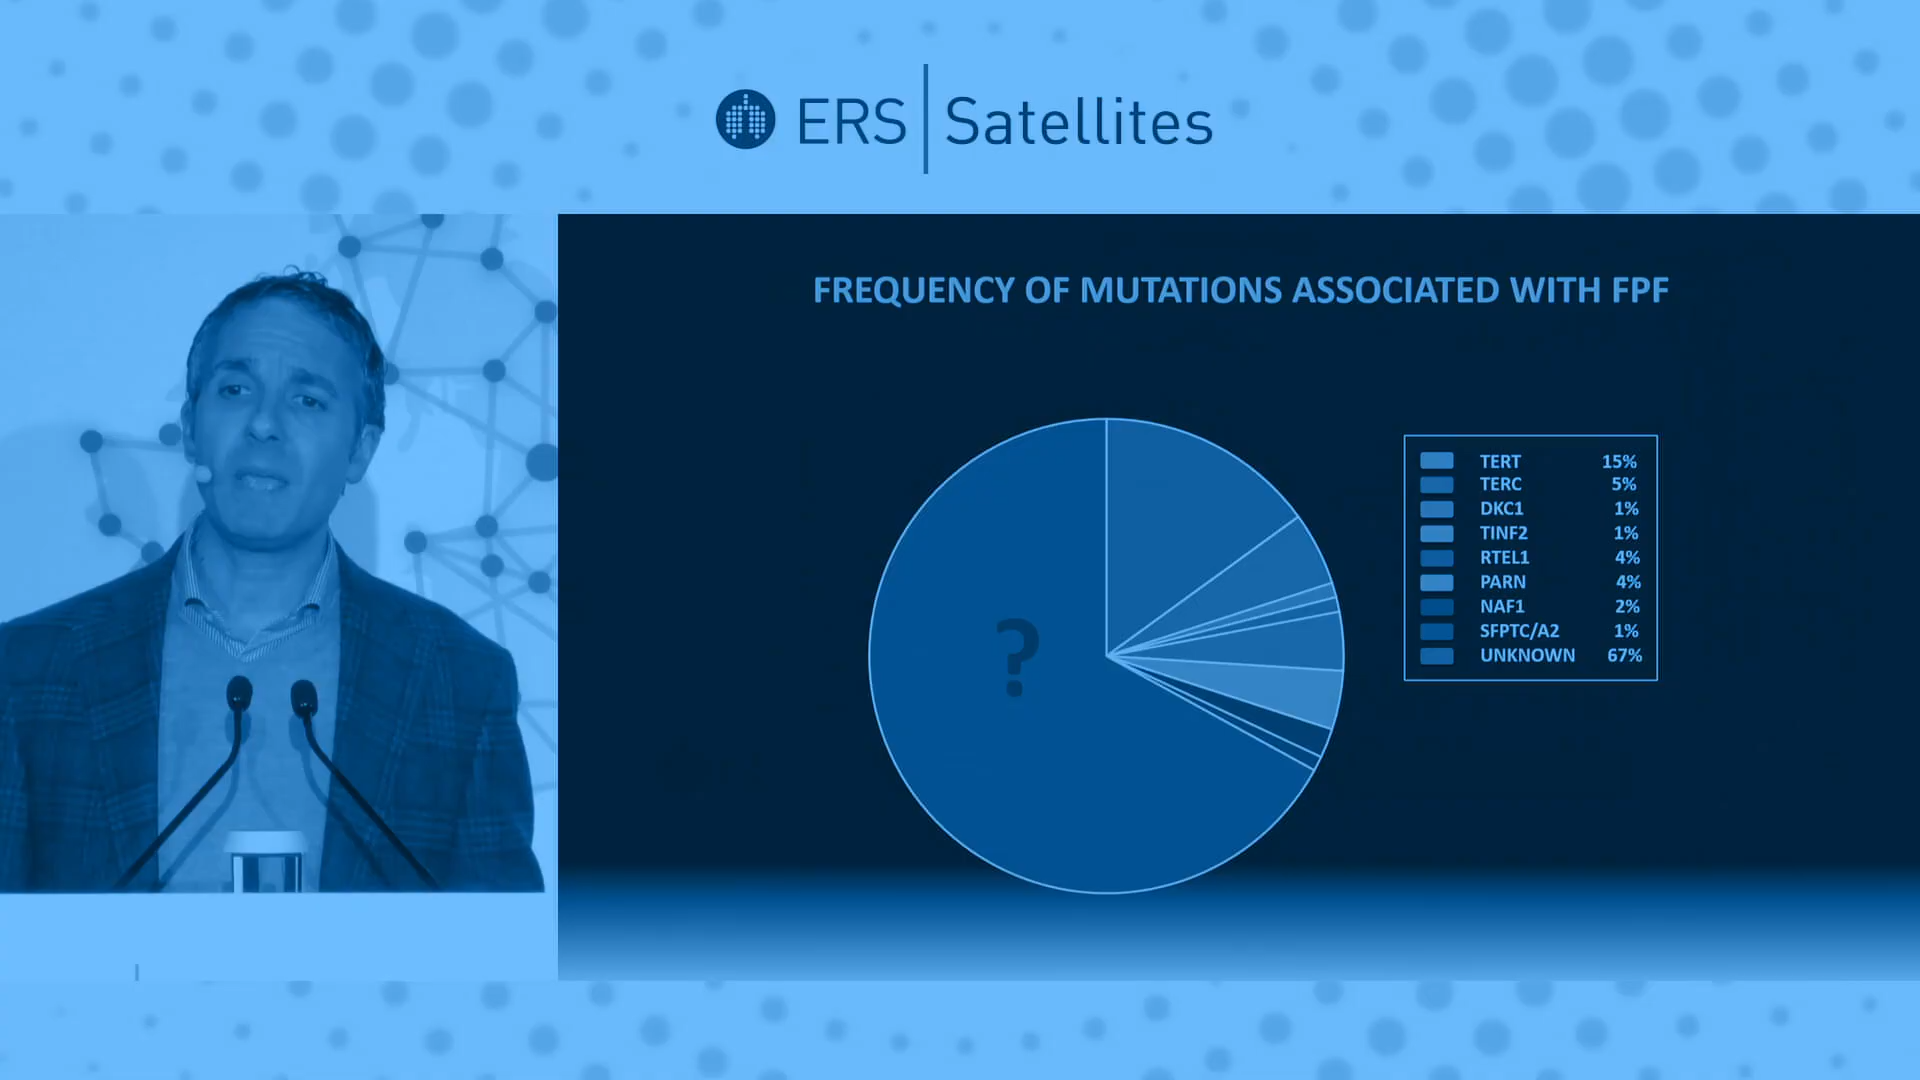 ERS | Satellites
FREQUENCY OF MUTATIONS ASSOCIATED WITH FPF
?
TERT 15%
TERC 5%
DKC1 1%
TINF2 1%
RTEL1 4%
PARN 4%
NAF1 2%
SFPTC/A2 1%
UNKNOWN 67%